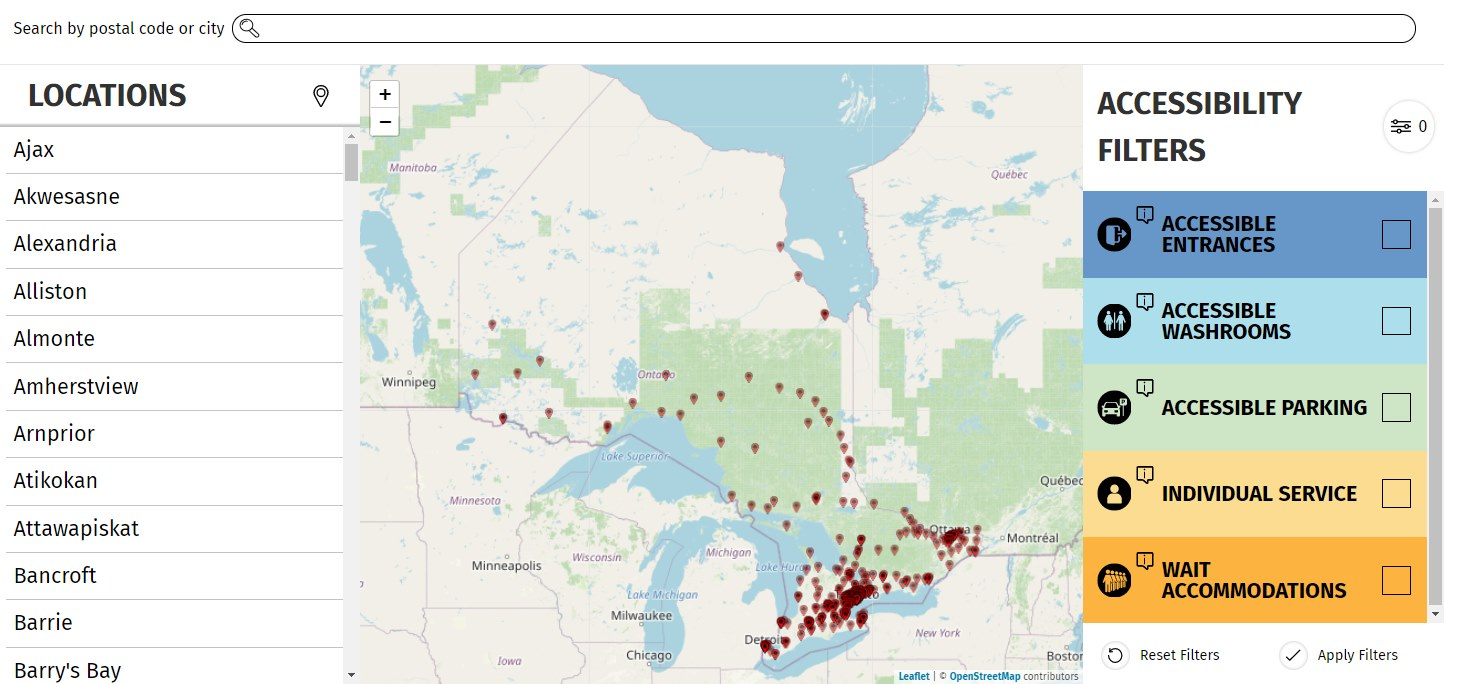 Search by postal code or city
LOCATIONS
Ajax
Akwesasne
Alexandria
Alliston
Almonte
Amherstview
Arnprior
Atikokan
Attawapiskat
Bancroft
Barrie
Barry's Bay
+
−
Manitoba
Québec
Winnipeg
Ontario
Lake Superior
Québec
Minnesota
Ottawa
Montréal
Minneapolis
Wisconsin
Michigan
Lake Huron
Lake Michigan
Milwaukee
New York
Detroit
Chicago
Boston
Iowa
Leaflet | © OpenStreetMap contributors
ACCESSIBILITY
FILTERS
0
ACCESSIBLE
ENTRANCES
ACCESSIBLE
WASHROOMS
ACCESSIBLE PARKING
INDIVIDUAL SERVICE
WAIT
ACCOMMODATIONS
Reset Filters
Apply Filters